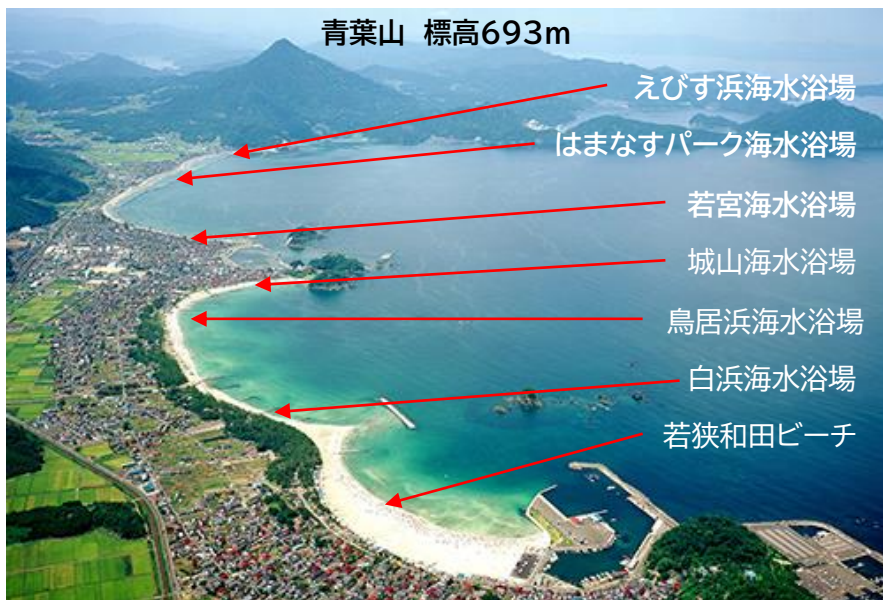 青葉山 標高693m
えびす浜海水浴場
はまなすパーク海水浴場
若宮海水浴場
城山海水浴場
鳥居浜海水浴場
白浜海水浴場
若狭和田ビーチ